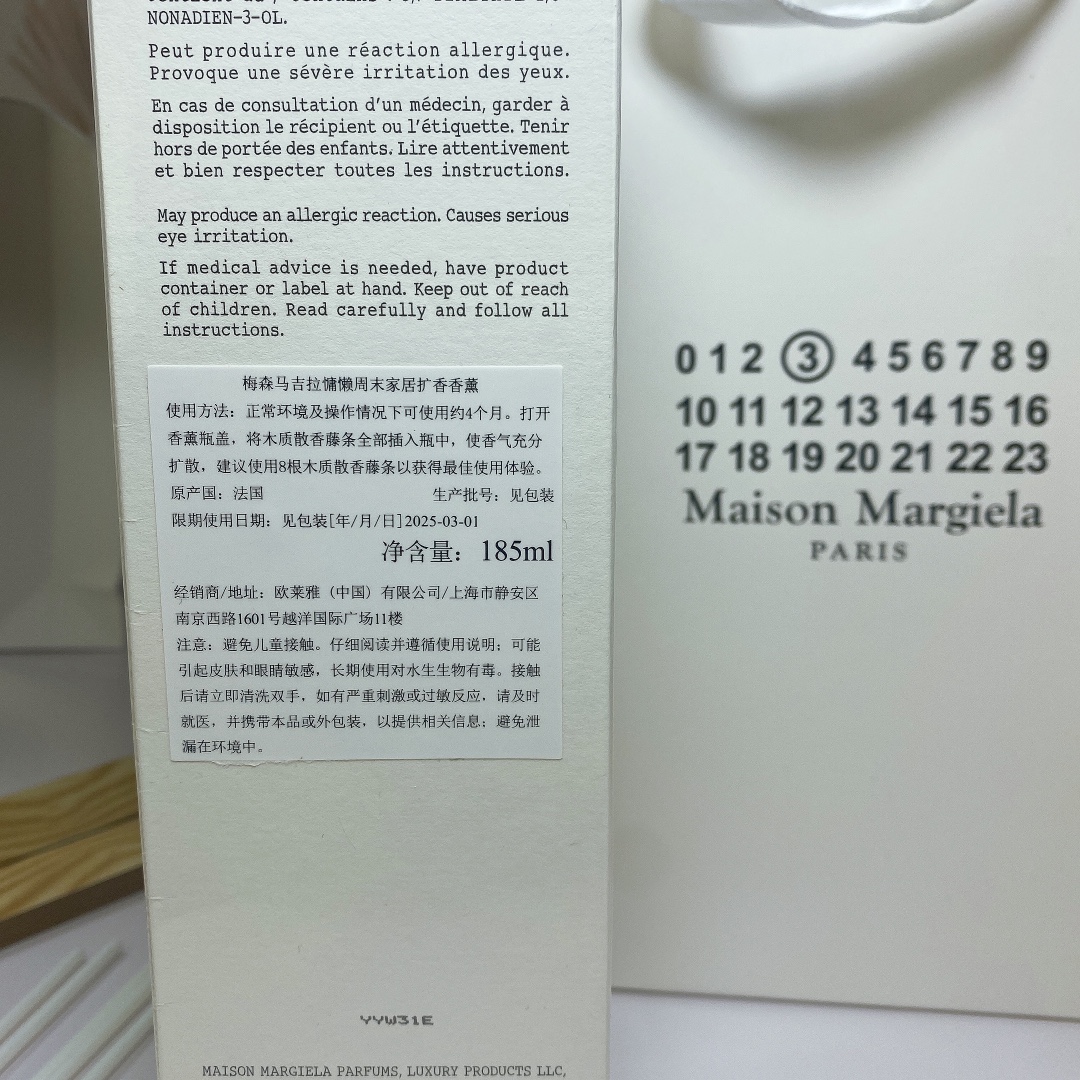 NONADIEN-3-OL.
Peut produire une réaction allergique.
Provoque une sévère irritation des yeux.
En cas de consultation d'un médecin, garder à
disposition le récipient ou l'étiquette. Tenir
hors de portée des enfants. Lire attentivement
et bien respecter toutes les instructions.
May produce an allergic reaction. Causes serious
eye irritation.
If medical advice is needed, have product
container or label at hand. Keep out of reach
of children. Read carefully and follow all
instructions.
梅森马吉拉慵懒周末家居扩香香薰
使用方法：正常环境及操作情况下可使用约4个月。打开
香薰瓶盖，将木质散香藤条全部插入瓶中，使香气充分
扩散，建议使用8根木质散香藤条以获得最佳使用体验。
原产国：法国 生产批号：见包装
限期使用日期：见包装[年/月/日]2025-03-01
净含量：185ml
经销商/地址：欧莱雅（中国）有限公司/上海市静安区
南京西路1601号越洋国际广场11楼
注意：避免儿童接触。仔细阅读并遵循使用说明；可能
引起皮肤和眼睛敏感，长期使用对水生生物有毒。接触
后请立即清洗双手，如有严重刺激或过敏反应，请及时
就医，并携带本品或外包装，以提供相关信息；避免泄
漏在环境中。
YYW31E
MAISON MARGIELA PARFUMS, LUXURY PRODUCTS LLC,
0 1 2 3 4 5 6 7 8 9
10 11 12 13 14 15 16
17 18 19 20 21 22 23
Maison Margiela
PARIS